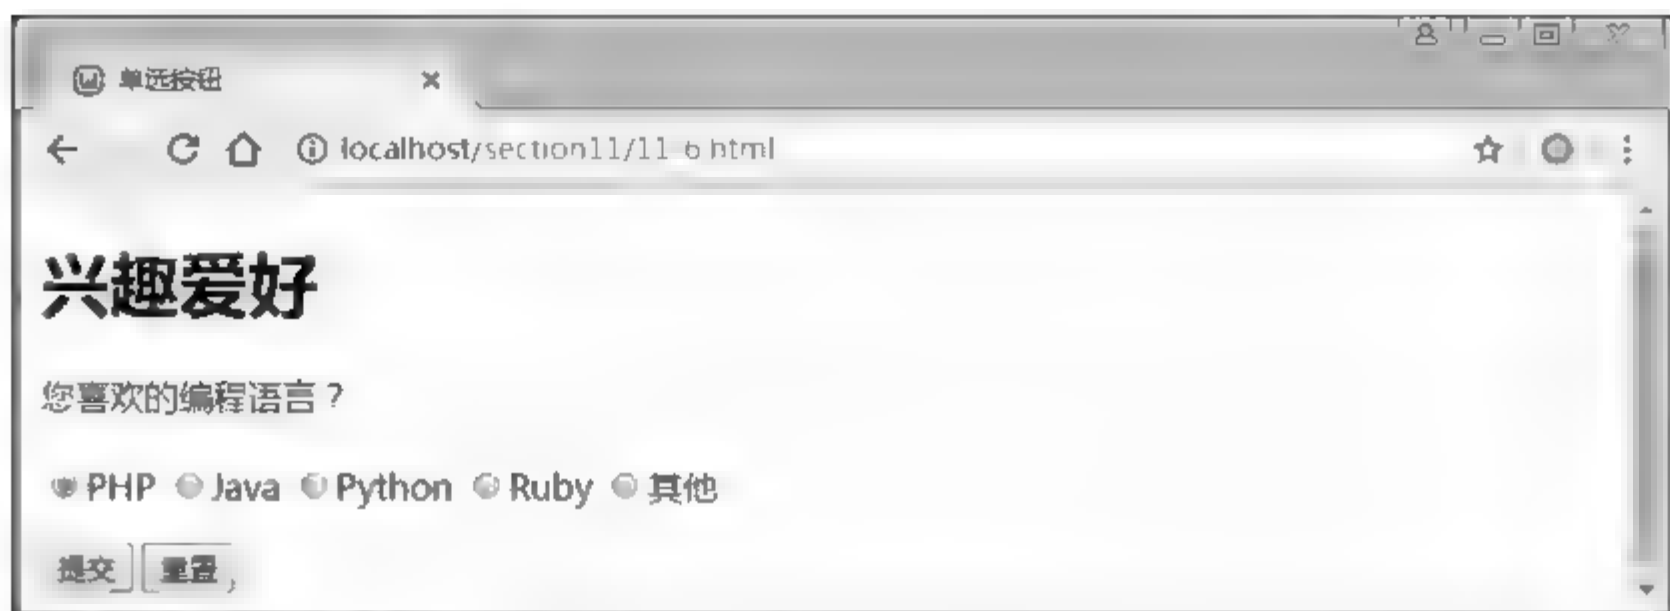 单选按钮
localhost/section11/11-6.html
兴趣爱好
您喜欢的编程语言？
PHP Java Python Ruby 其他
提交 重置